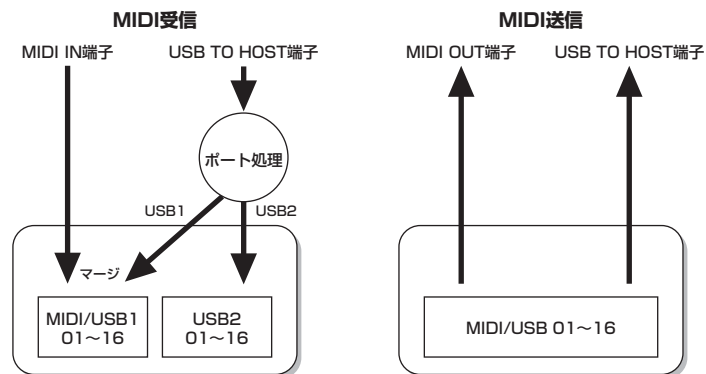 MIDI受信
MIDI IN端子
USB TO HOST端子
ポート処理
USB1
USB2
マージ
MIDI/USB1
01～16
USB2
01～16
MIDI送信
MIDI OUT端子
USB TO HOST端子
MIDI/USB 01～16